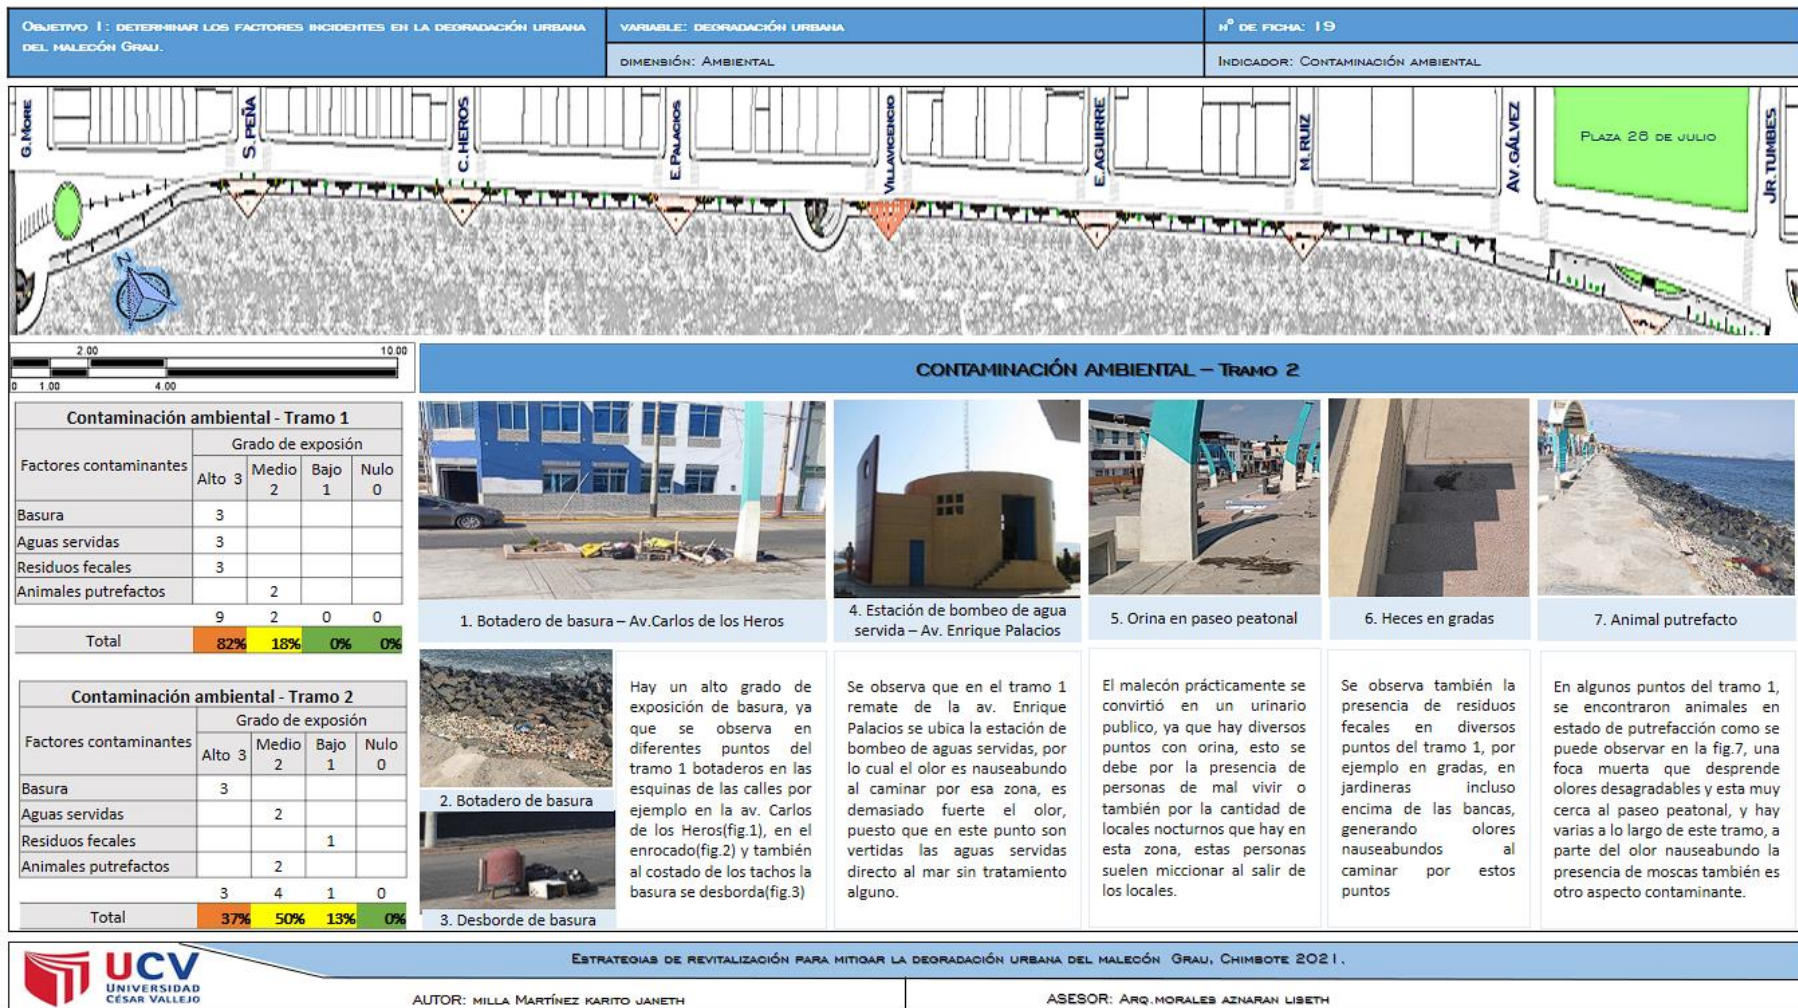 Objetivo 1: determinar los factores incidentes en la degradación urbana
del malecón Grau.
variable: degradación urbana
n° de ficha: 19
dimensión: Ambiental
Indicador: Contaminación ambiental
G. More
S. PEÑA
C. HEROS
E. Palacios
Villavicencio
E. AGUIRRE
M. RUIZ
AV. GÁLVEZ
Plaza 28 de julio
JR. TUMBES
N
2.00 10.00
0 1.00 4.00
CONTAMINACIÓN AMBIENTAL – Tramo 2
Contaminación ambiental - Tramo 1
Factores contaminantes
Grado de exposión
Alto 3 Medio 2 Bajo 1 Nulo 0
Basura 3
Aguas servidas 3
Residuos fecales 3
Animales putrefactos 2
9 2 0 0
Total 82% 18% 0% 0%
Contaminación ambiental - Tramo 2
Factores contaminantes
Grado de exposión
Alto 3 Medio 2 Bajo 1 Nulo 0
Basura 3
Aguas servidas 2
Residuos fecales 1
Animales putrefactos 2
3 4 1 0
Total 37% 50% 13% 0%
1. Botadero de basura – Av.Carlos de los Heros
2. Botadero de basura
3. Desborde de basura
Hay un alto grado de
exposición de basura, ya
que se observa en
diferentes puntos del
tramo 1 botaderos en las
esquinas de las calles por
ejemplo en la av. Carlos
de los Heros(fig.1), en el
enrocado(fig.2) y también
al costado de los tachos la
basura se desborda(fig.3)
4. Estación de bombeo de agua
servida – Av. Enrique Palacios
Se observa que en el tramo 1
remate de la av. Enrique
Palacios se ubica la estación de
bombeo de aguas servidas, por
lo cual el olor es nauseabundo
al caminar por esa zona, es
demasiado fuerte el olor,
puesto que en este punto son
vertidas las aguas servidas
directo al mar sin tratamiento
alguno.
5. Orina en paseo peatonal
El malecón prácticamente se
convirtió en un urinario
publico, ya que hay diversos
puntos con orina, esto se
debe por la presencia de
personas de mal vivir o
también por la cantidad de
locales nocturnos que hay en
esta zona, estas personas
suelen miccionar al salir de
los locales.
6. Heces en gradas
Se observa también la
presencia de residuos
fecales en diversos
puntos del tramo 1, por
ejemplo en gradas, en
jardineras incluso
encima de las bancas,
generando olores
nauseabundos al
caminar por estos
puntos
7. Animal putrefacto
En algunos puntos del tramo 1,
se encontraron animales en
estado de putrefacción como se
puede observar en la fig.7, una
foca muerta que desprende
olores desagradables y esta muy
cerca al paseo peatonal, y hay
varias a lo largo de este tramo, a
parte del olor nauseabundo la
presencia de moscas también es
otro aspecto contaminante.
UCV
UNIVERSIDAD
CÉSAR VALLEJO
Estrategias de revitalización para mitigar la degradación urbana del malecón Grau, Chimbote 2021.
AUTOR: milla Martínez karito janeth
ASESOR: Arq.morales aznaran liseth